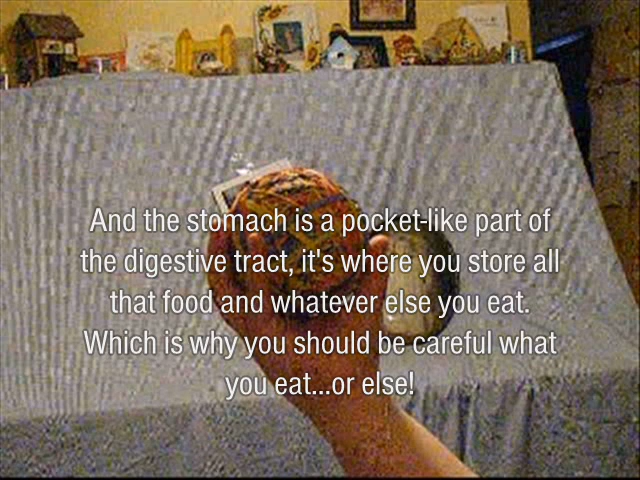 And the stomach is a pocket-like part of
the digestive tract, it's where you store all
that food and whatever else you eat.
Which is why you should be careful what
you eat...or else!